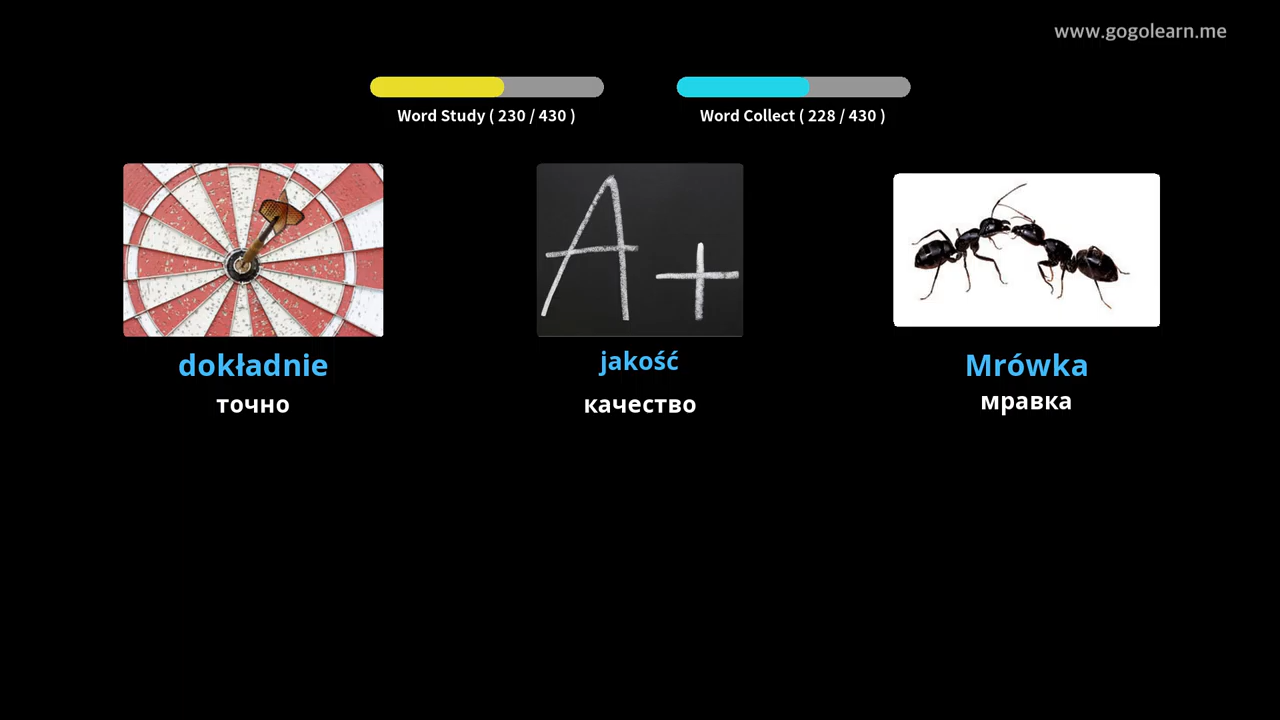 www.gogolearn.me
Word Study ( 230 / 430 )
Word Collect ( 228 / 430 )
A+
dokładnie
jakość
Mrówka
точно
качество
мравка